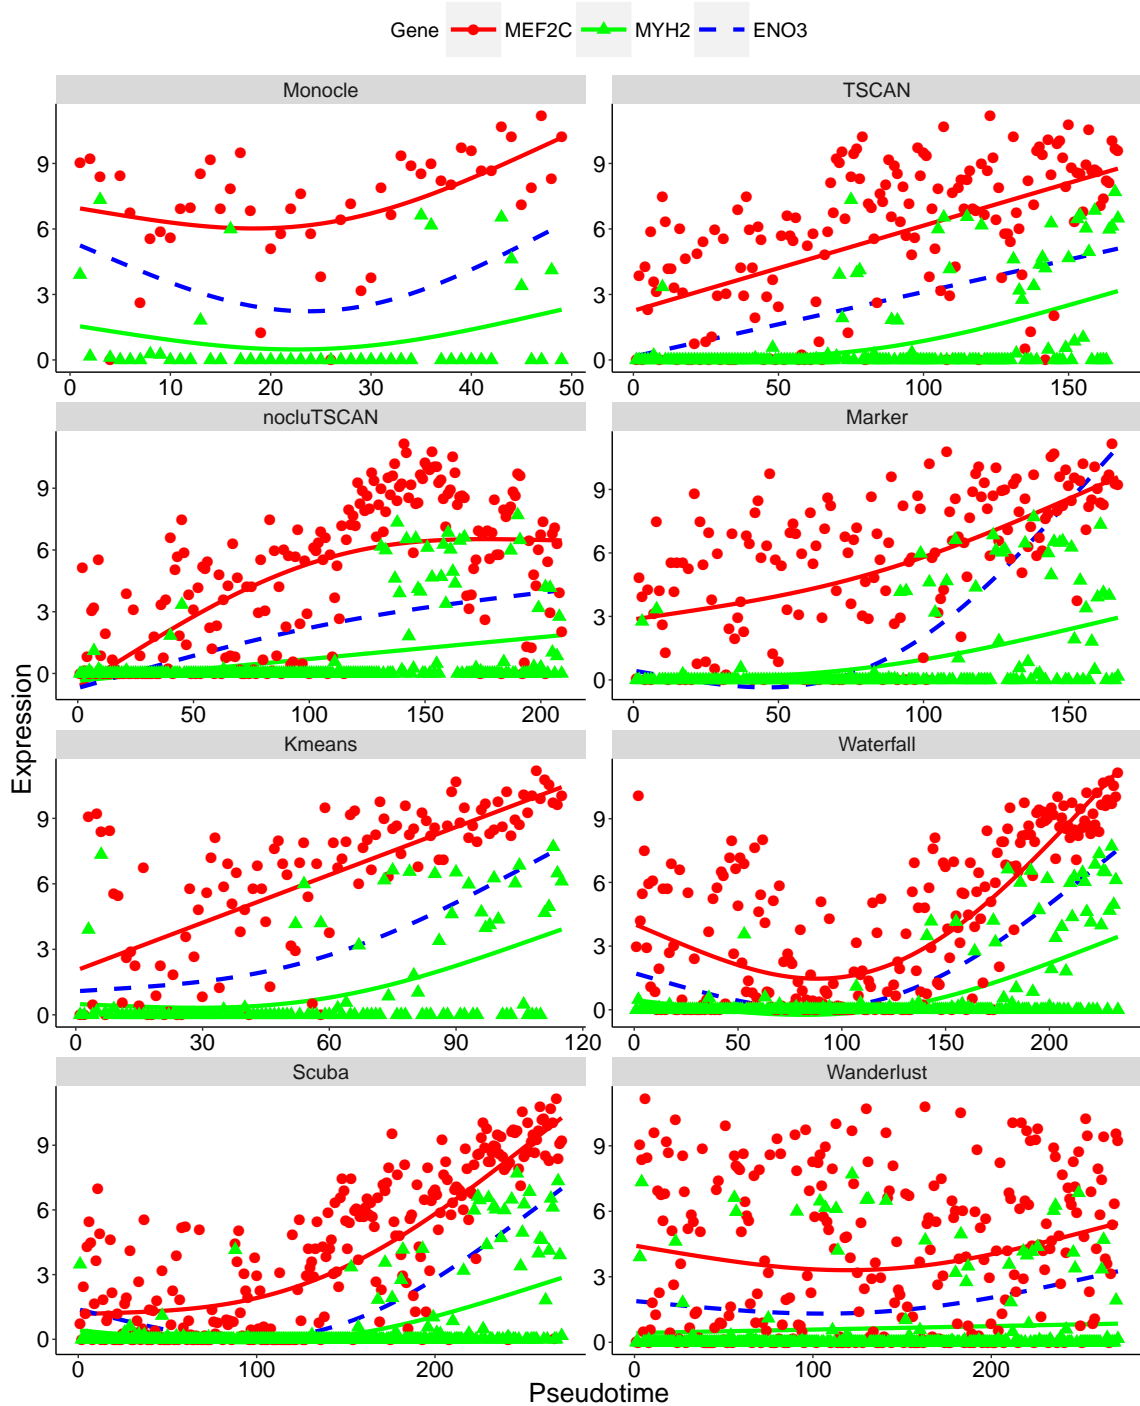 Gene MEF2C MYH2 ENO3
Monocle TSCAN
9 9
6 6
3 3
0 0
0 10 20 30 40 50 0 50 100 150
nocluTSCAN Marker
9 9
6 6
3 3
0 0
0 50 100 150 200 0 50 100 150
Expression
Kmeans Waterfall
9 9
6 6
3 3
0 0
0 30 60 90 120 0 50 100 150 200
Scuba Wanderlust
9 9
6 6
3 3
0 0
0 100 200 0 100 200
Pseudotime